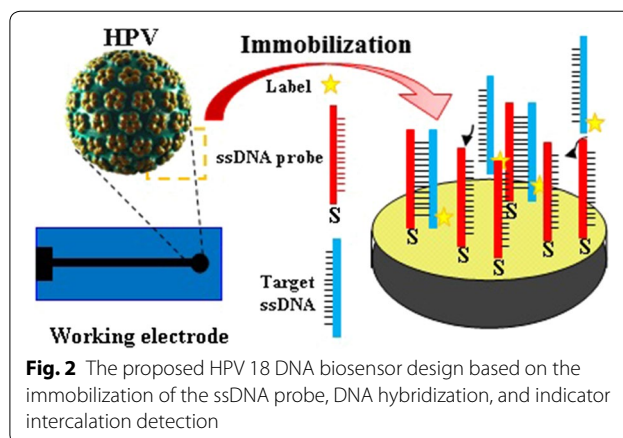 HPV
Immobilization
Label
ssDNA probe
S
Target
ssDNA
Working electrode
S
S
S
S
S
S
Fig. 2 The proposed HPV 18 DNA biosensor design based on the
immobilization of the ssDNA probe, DNA hybridization, and indicator
intercalation detection